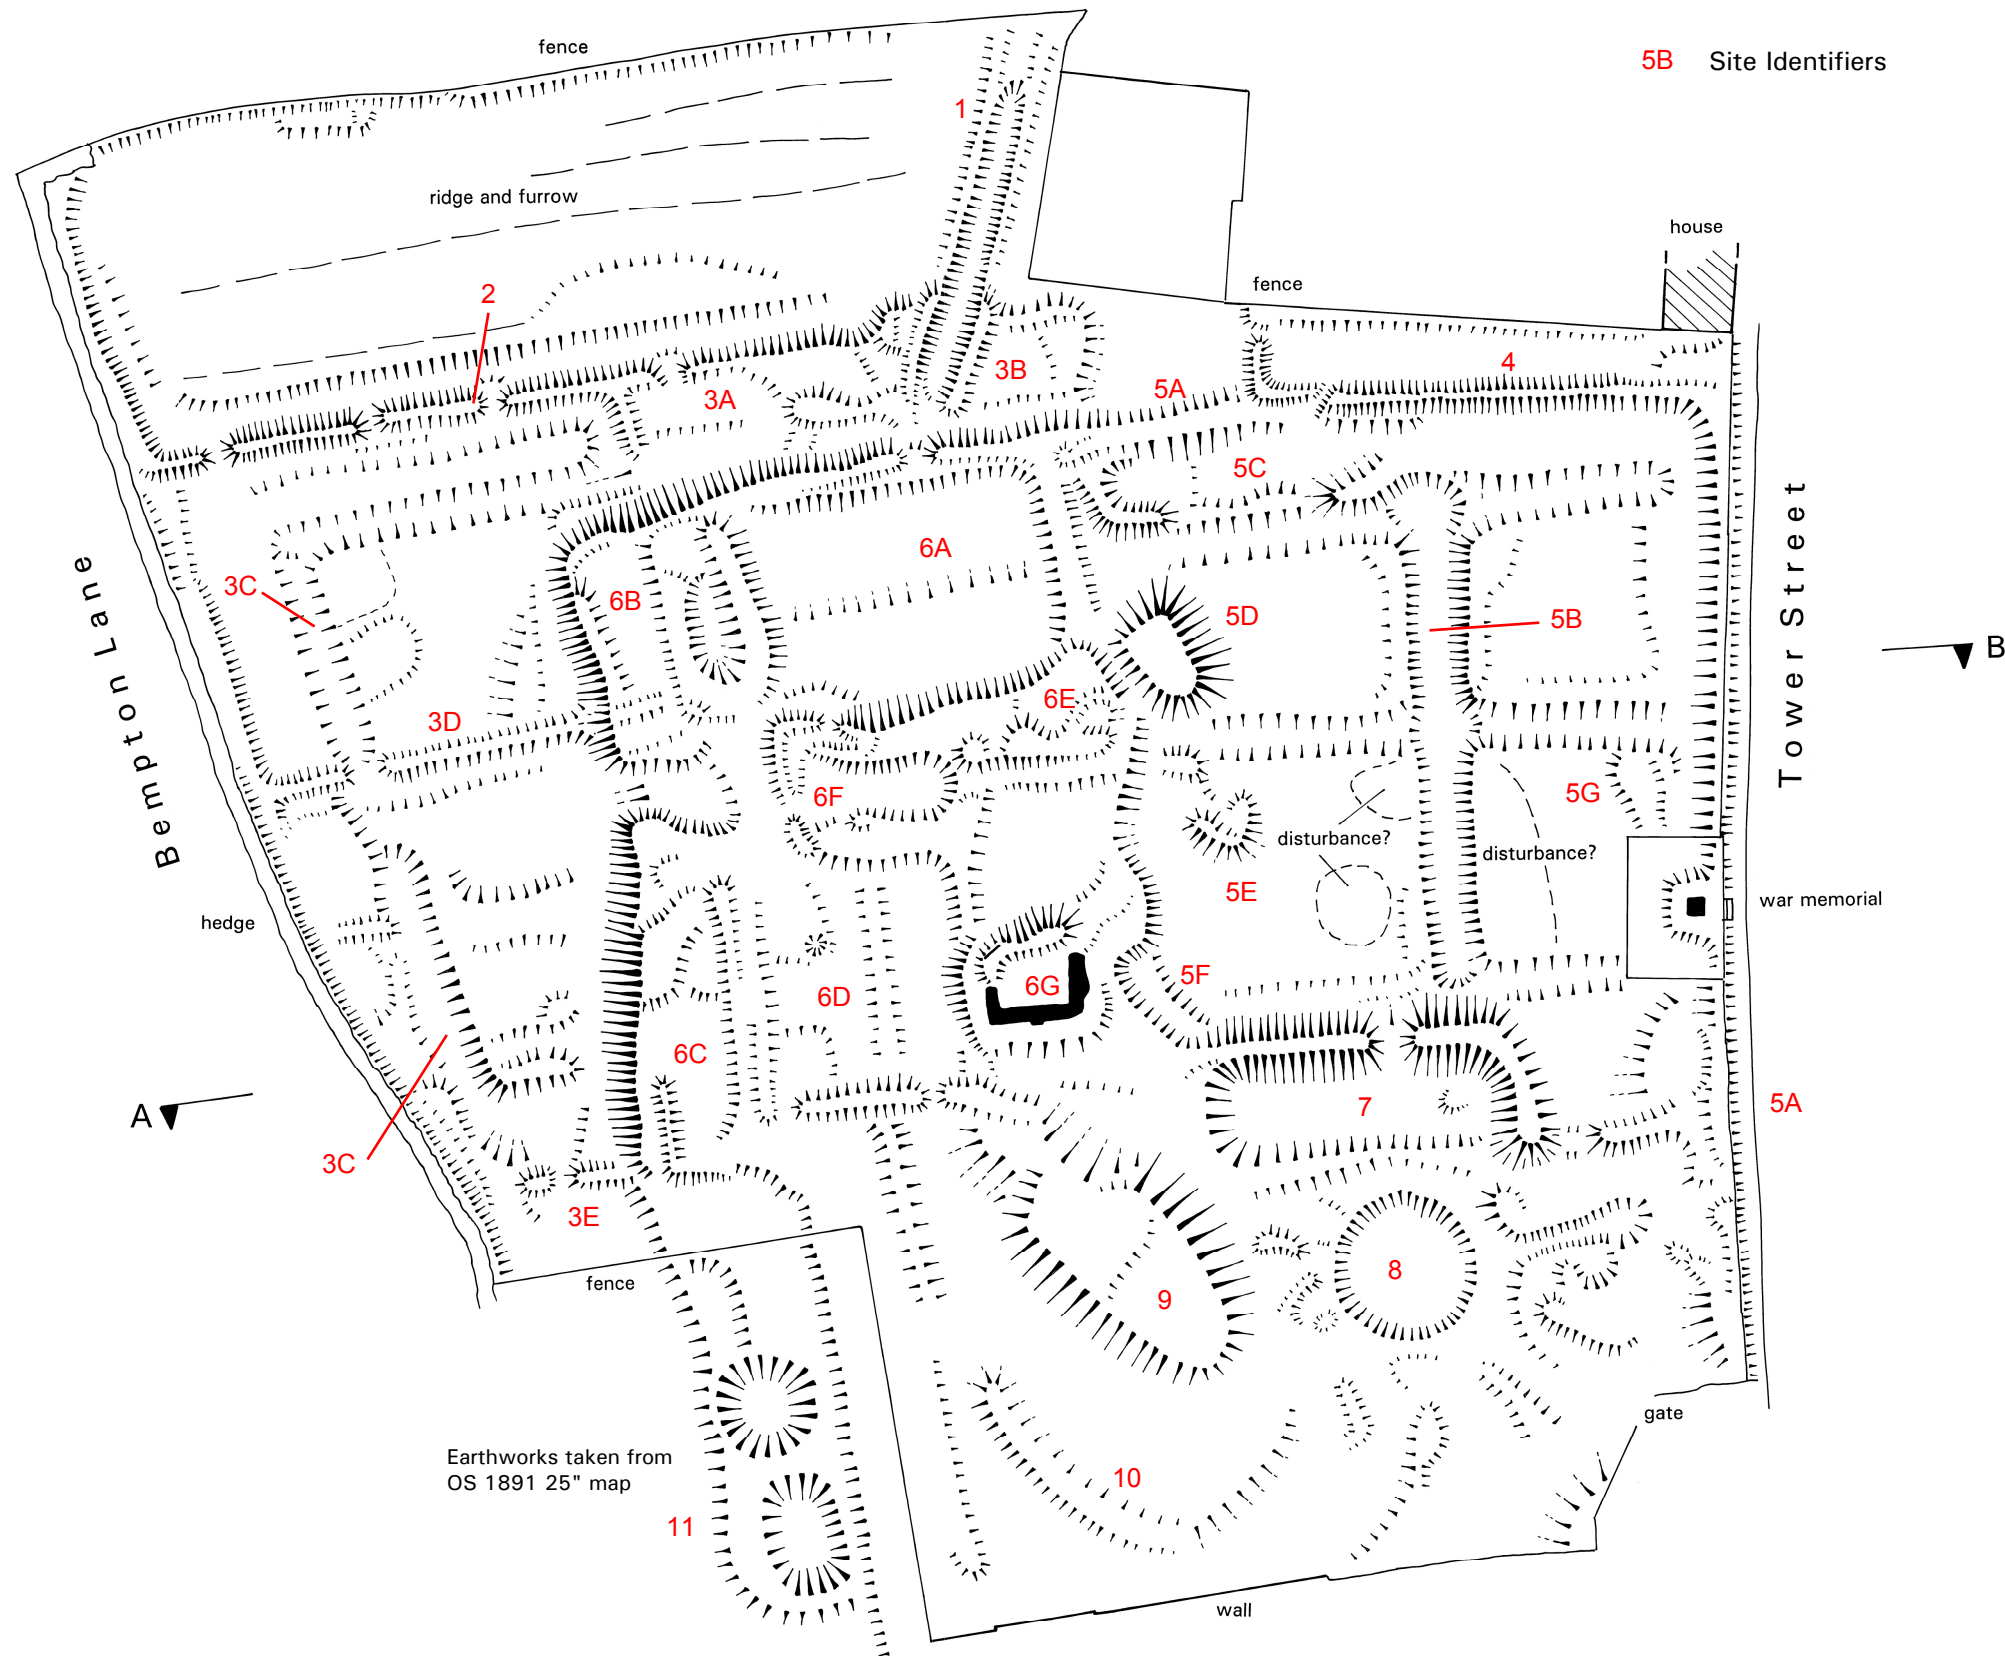 fence
5B Site Identifiers
1
ridge and furrow
house
2
fence
4
3B
5A
3A
5C
6A
3C
6B
5D
5B
6E
3D
5G
6F
disturbance?
disturbance?
5E
war memorial
hedge
5F
6G
6D
6C
7
5A
3C
3E
8
9
fence
gate
Earthworks taken from
OS 1891 25" map
10
11
wall
Bempton Lane
Tower Street
A
B